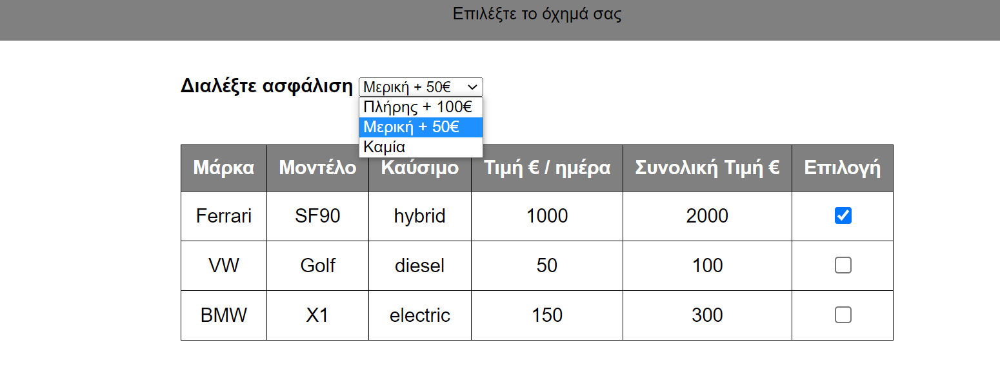 Επιλέξτε το όχημά σας
Διαλέξτε ασφάλιση Μερική + 50€
Πλήρης + 100€
Μερική + 50€
Καμία
Μάρκα Μοντέλο Καύσιμο Τιμή € / ημέρα Συνολική Τιμή € Επιλογή
Ferrari SF90 hybrid 1000 2000
VW Golf diesel 50 100
BMW X1 electric 150 300